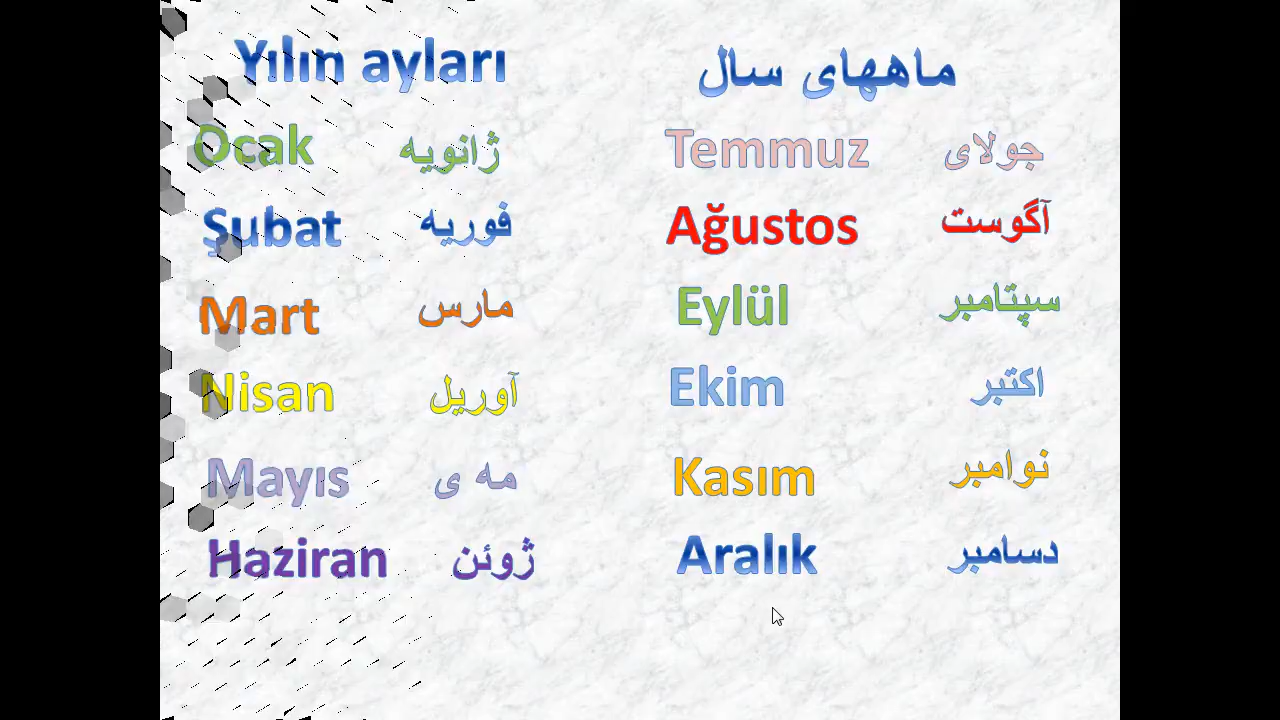 Yılın ayları ماههای سال
Ocak ژانویه Temmuz جولای
Şubat فوریه Ağustos آگوست
Mart مارس Eylül سپتامبر
Nisan آوریل Ekim اکتبر
Mayıs مه ی Kasım نوامبر
Haziran ژوئن Aralık دسامبر